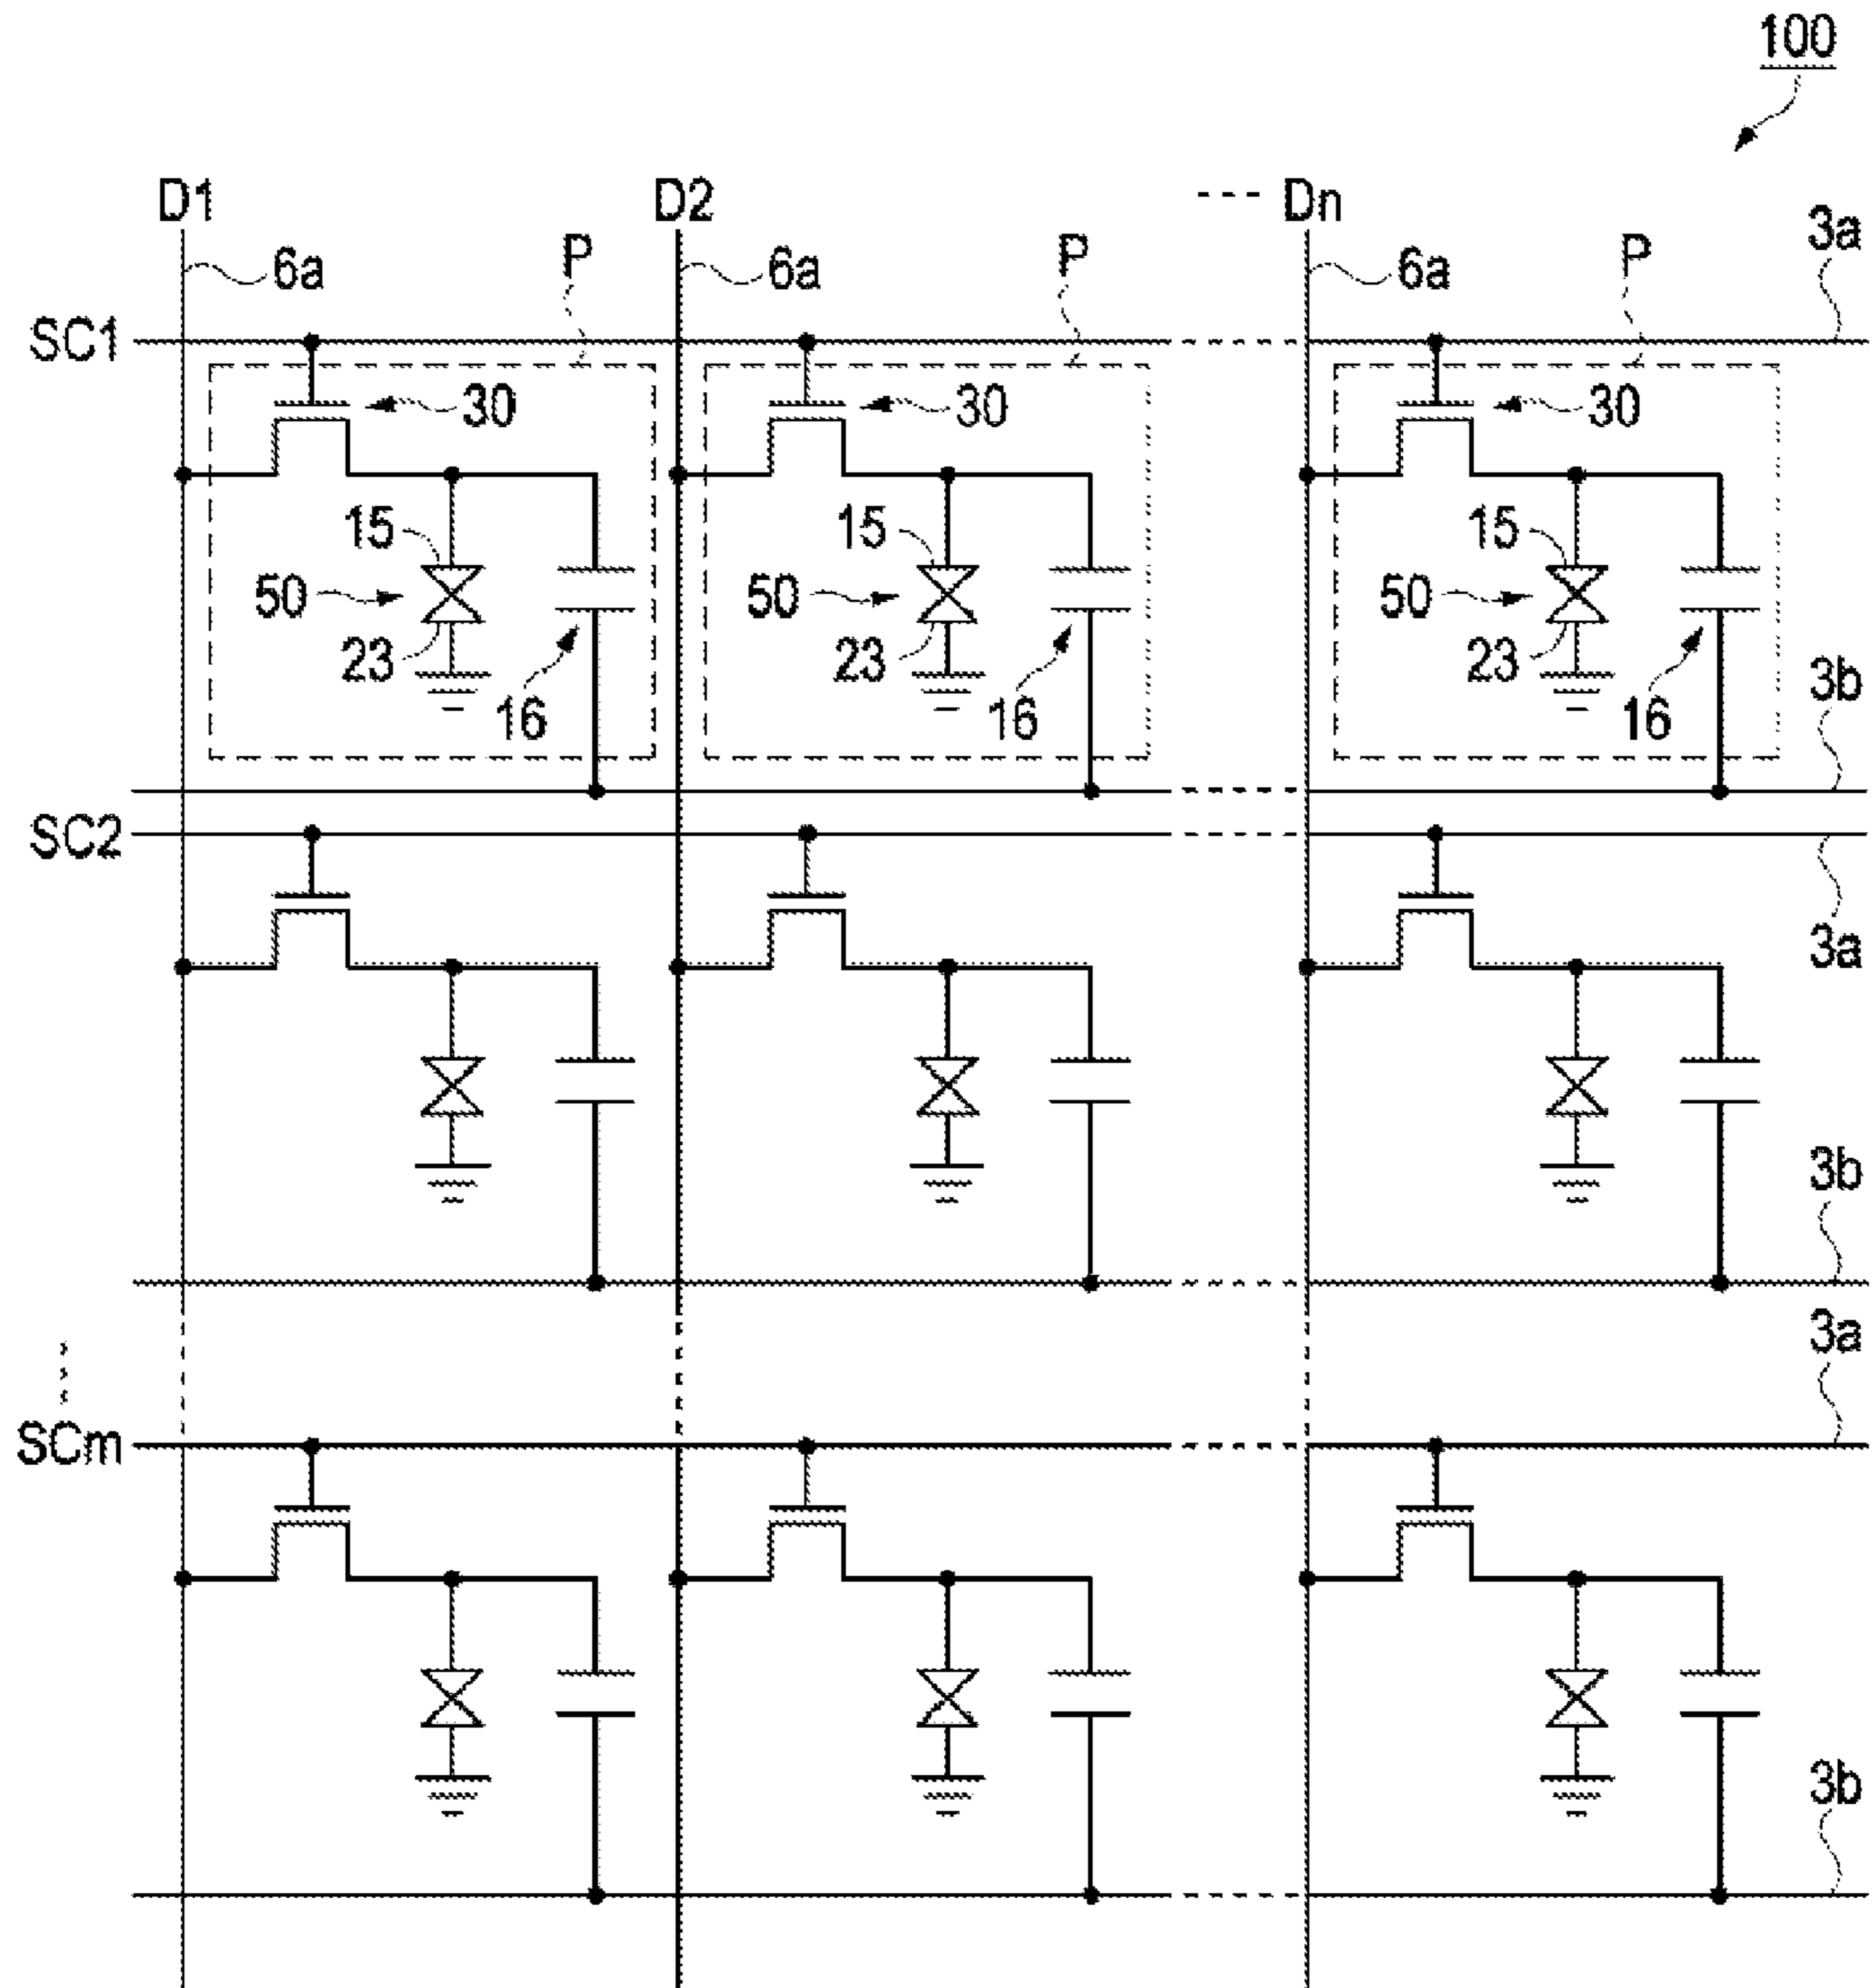 100
D1 D2 ---- Dn
6a P 6a P 6a P 3a
SC1
30 30 30
15 15 15
50 50 50
23 23 23
16 16 16
3b
SC2
3a
3b
3a
SCm
3b